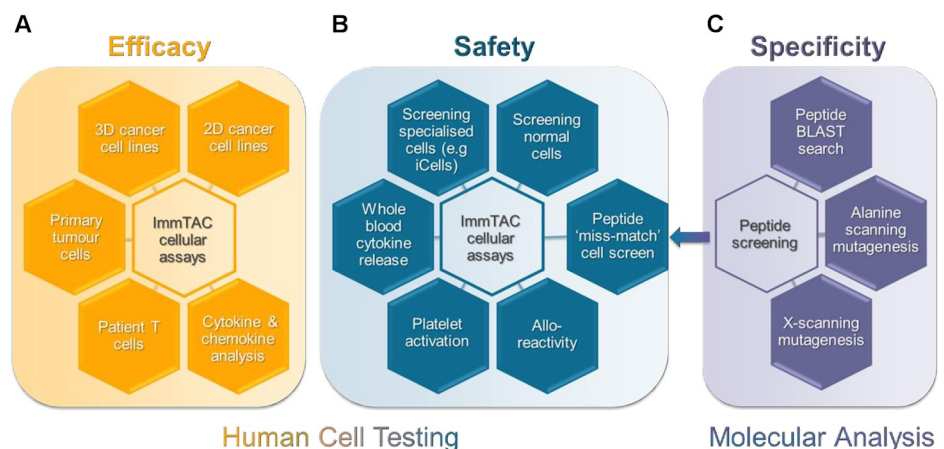 A
Efficacy
3D cancer
cell lines
2D cancer
cell lines
Primary
tumour
cells
ImmTAC
cellular
assays
Patient T
cells
Cytokine &
chemokine
analysis
B
Safety
Screening
specialised
cells (e.g
iCells)
Screening
normal
cells
Whole
blood
cytokine
release
ImmTAC
cellular
assays
Peptide
‘miss-match’
cell screen
Platelet
activation
Allo-
reactivity
C
Specificity
Peptide
BLAST
search
Peptide
screening
Alanine
scanning
mutagenesis
X-scanning
mutagenesis
Human Cell Testing
Molecular Analysis